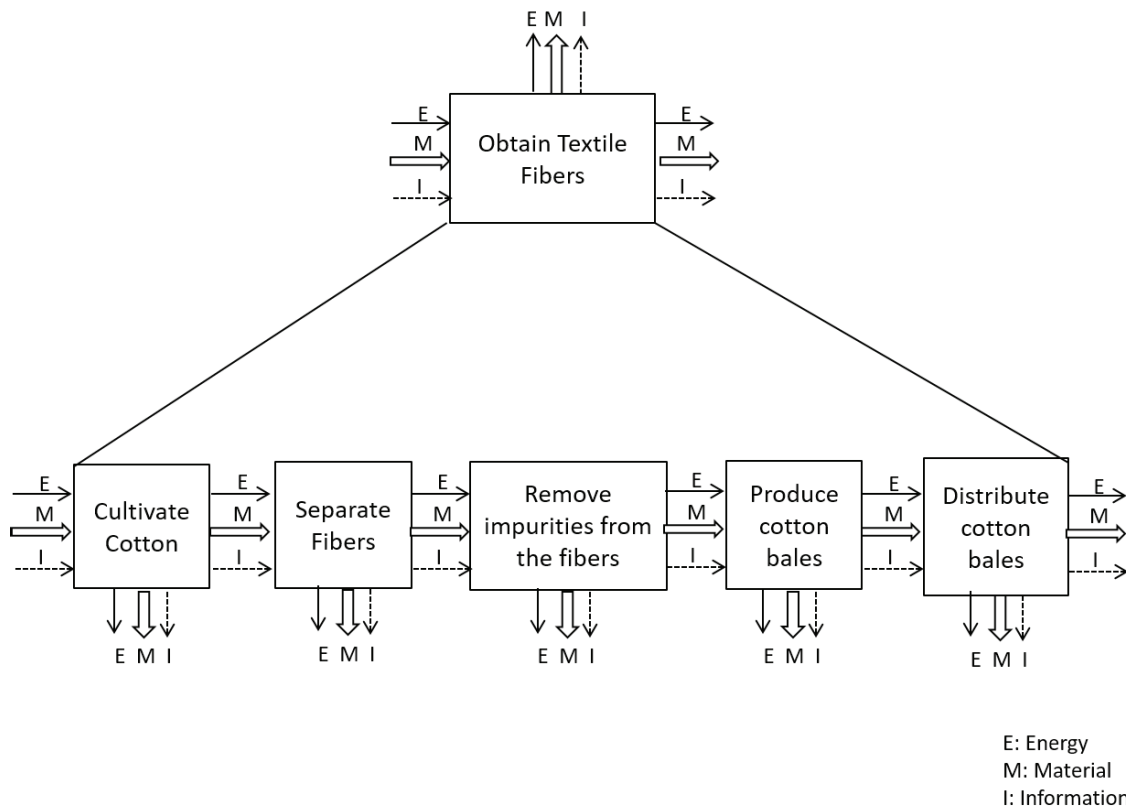 E M I
E
M
I
Obtain Textile
Fibers
E
M
I
E
M
I
Cultivate
Cotton
E
M
I
Separate
Fibers
E
M
I
Remove
impurities from
the fibers
E
M
I
Produce
cotton
bales
E
M
I
Distribute
cotton
bales
E
M
I
E M I
E M I
E M I
E M I
E M I
E: Energy
M: Material
I: Information